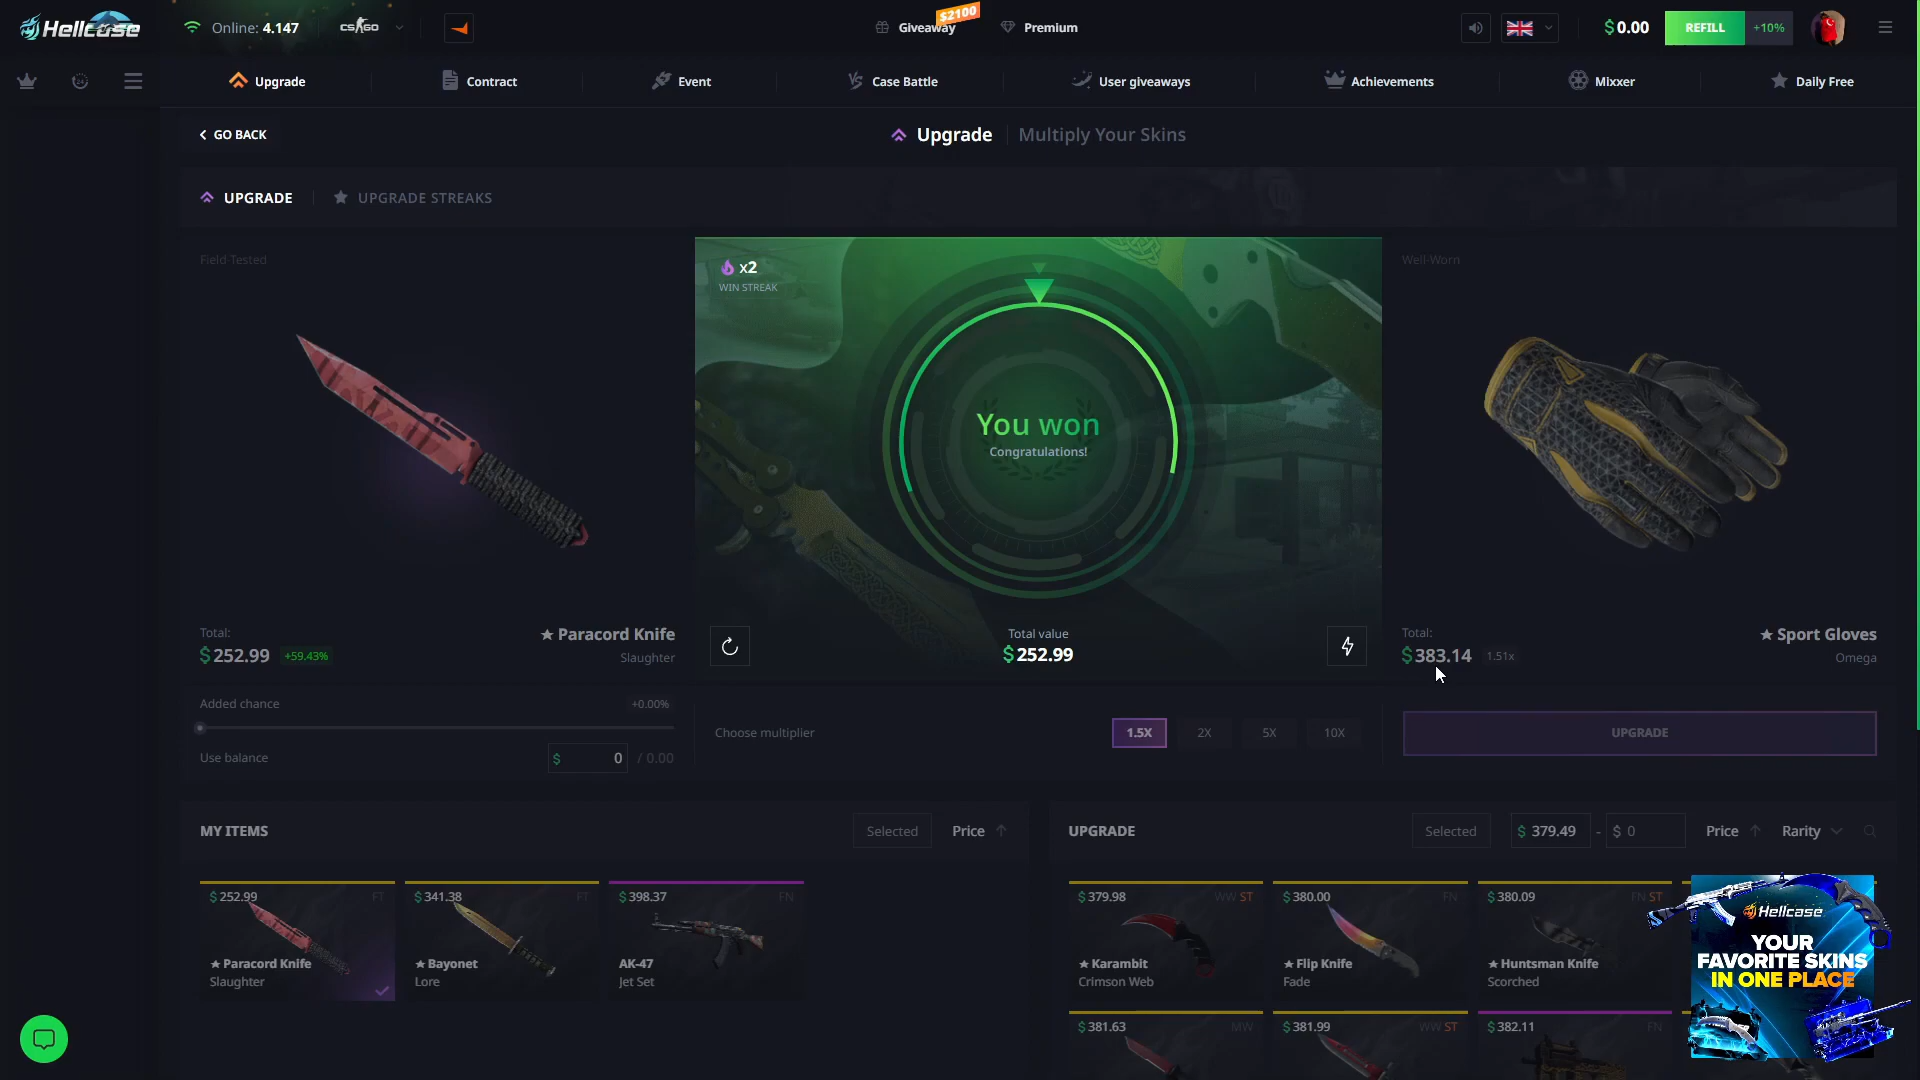 Hellcase
Online: 4.147
CS:GO
Giveaway
$2100
Premium
$0.00
REFILL
+10%
24
Upgrade
Contract
Event
VS Case Battle
User giveaways
Achievements
Mixxer
Daily Free
GO BACK
Upgrade
Multiply Your Skins
UPGRADE
UPGRADE STREAKS
Field-Tested
x2
WIN STREAK
You won
Congratulations!
Well-Worn
Total:
$252.99 +59.43%
★ Paracord Knife
Slaughter
Total value
$252.99
Total:
$383.14 1.51x
★ Sport Gloves
Omega
Added chance
+0.00%
Use balance
$ 0 / 0.00
Choose multiplier
1.5X 2X 5X 10X
UPGRADE
MY ITEMS
Selected
Price
UPGRADE
Selected
$ 379.49 - $ 0
Price
Rarity
$252.99 FT
★ Paracord Knife
Slaughter
$341.38 FT
★ Bayonet
Lore
$398.37 FN
AK-47
Jet Set
$379.98 WW ST
★ Karambit
Crimson Web
$380.00 FN
★ Flip Knife
Fade
$380.09 FN ST
★ Huntsman Knife
Scorched
$381.63 MW
$381.99 WW ST
$382.11 FN
Hellcase
YOUR
FAVORITE SKINS
IN ONE PLACE